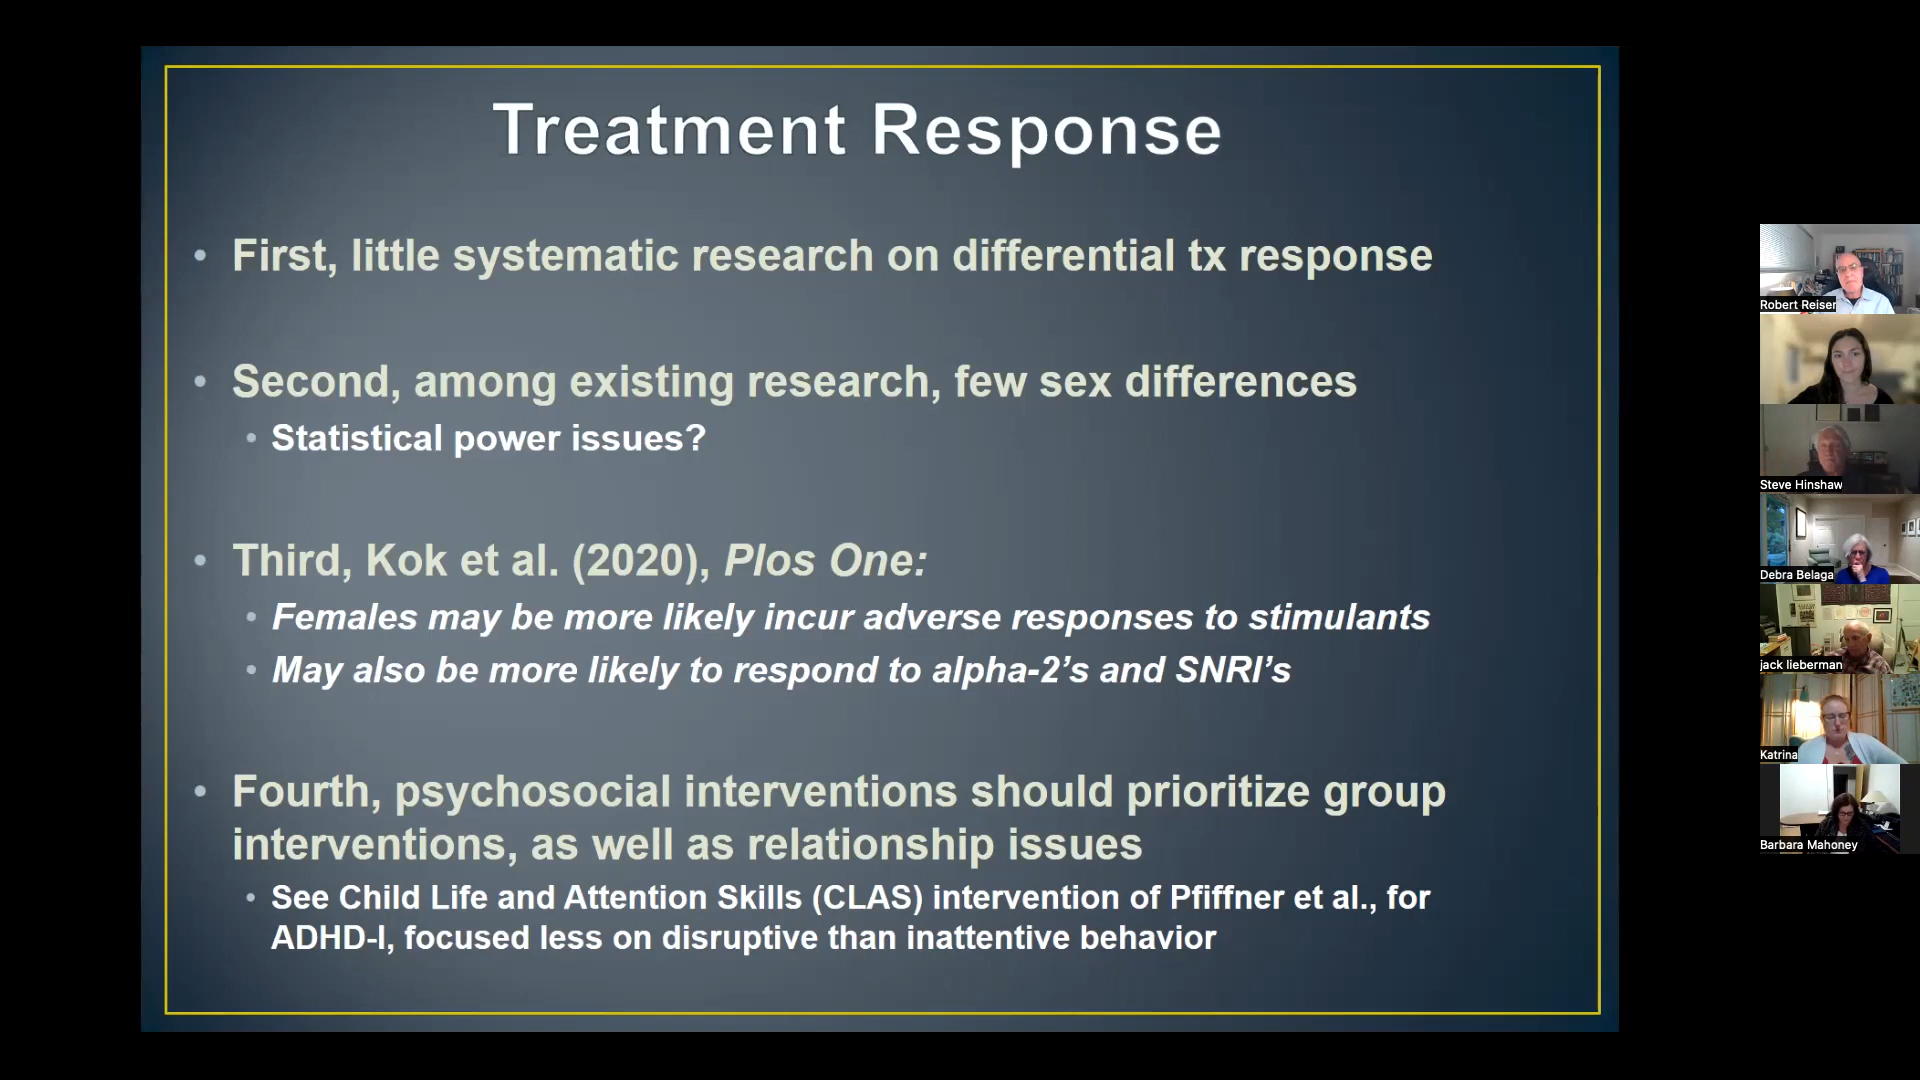 Treatment Response
• First, little systematic research on differential tx response
• Second, among existing research, few sex differences
• Statistical power issues?
• Third, Kok et al. (2020), Plos One:
• Females may be more likely incur adverse responses to stimulants
• May also be more likely to respond to alpha-2’s and SNRI’s
• Fourth, psychosocial interventions should prioritize group
interventions, as well as relationship issues
• See Child Life and Attention Skills (CLAS) intervention of Pfiffner et al., for
ADHD-I, focused less on disruptive than inattentive behavior
Robert Reiser
Steve Hinshaw
Debra Belaga
jack lieberman
Katrina
Barbara Mahoney